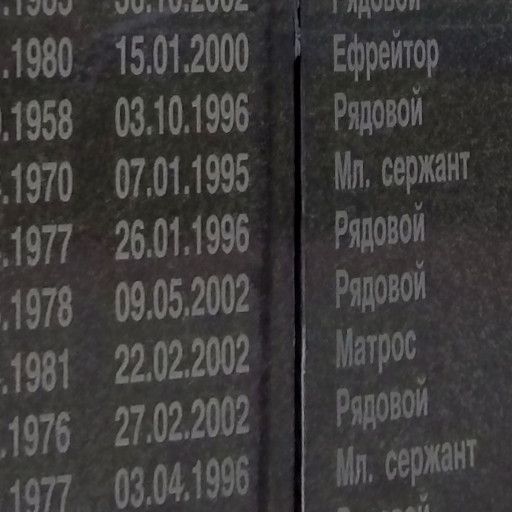 .1980 15.01.2000 Ефрейтор
.1958 03.10.1996 Рядовой
.1970 07.01.1995 Мл. сержант
.1977 26.01.1996 Рядовой
.1978 09.05.2002 Рядовой
.1981 22.02.2002 Матрос
.1976 27.02.2002 Рядовой
.1977 03.04.1996 Мл. сержант